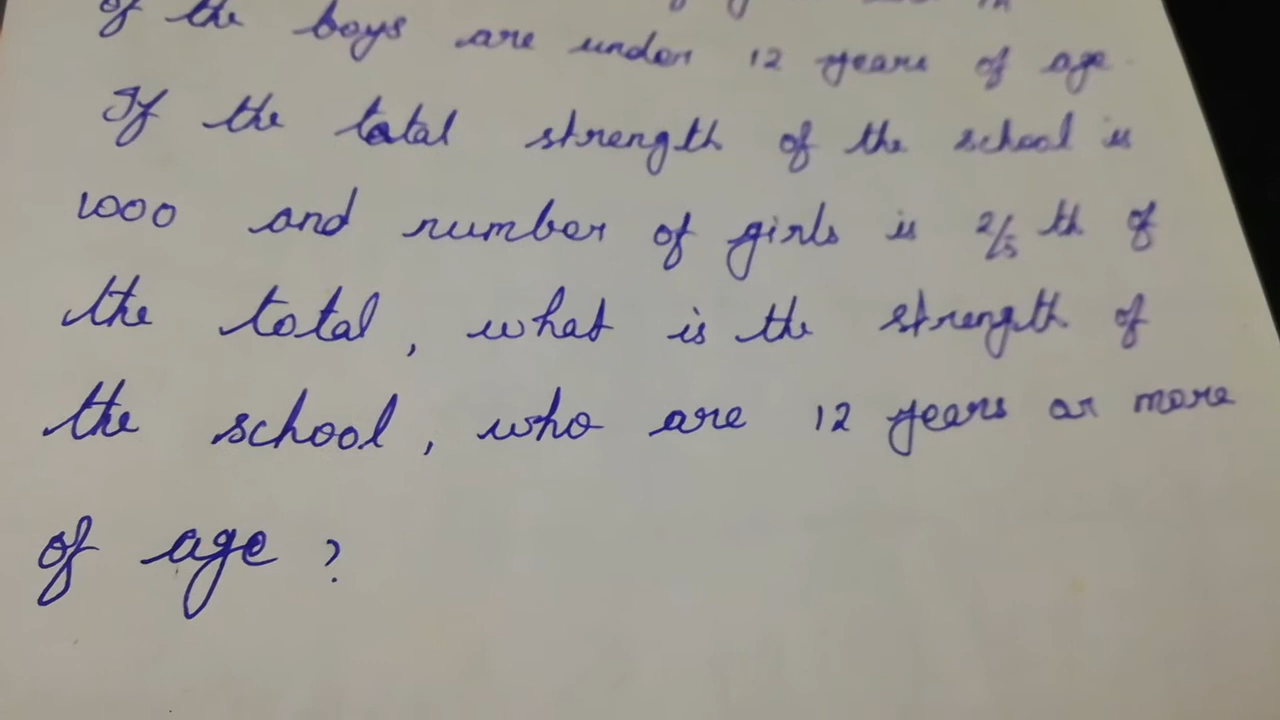 of the boys are under 12 years of age
If the total strength of the school is
1000 and number of girls is 2/5 th of
the total, what is the strength of
the school, who are 12 years or more
of age ?